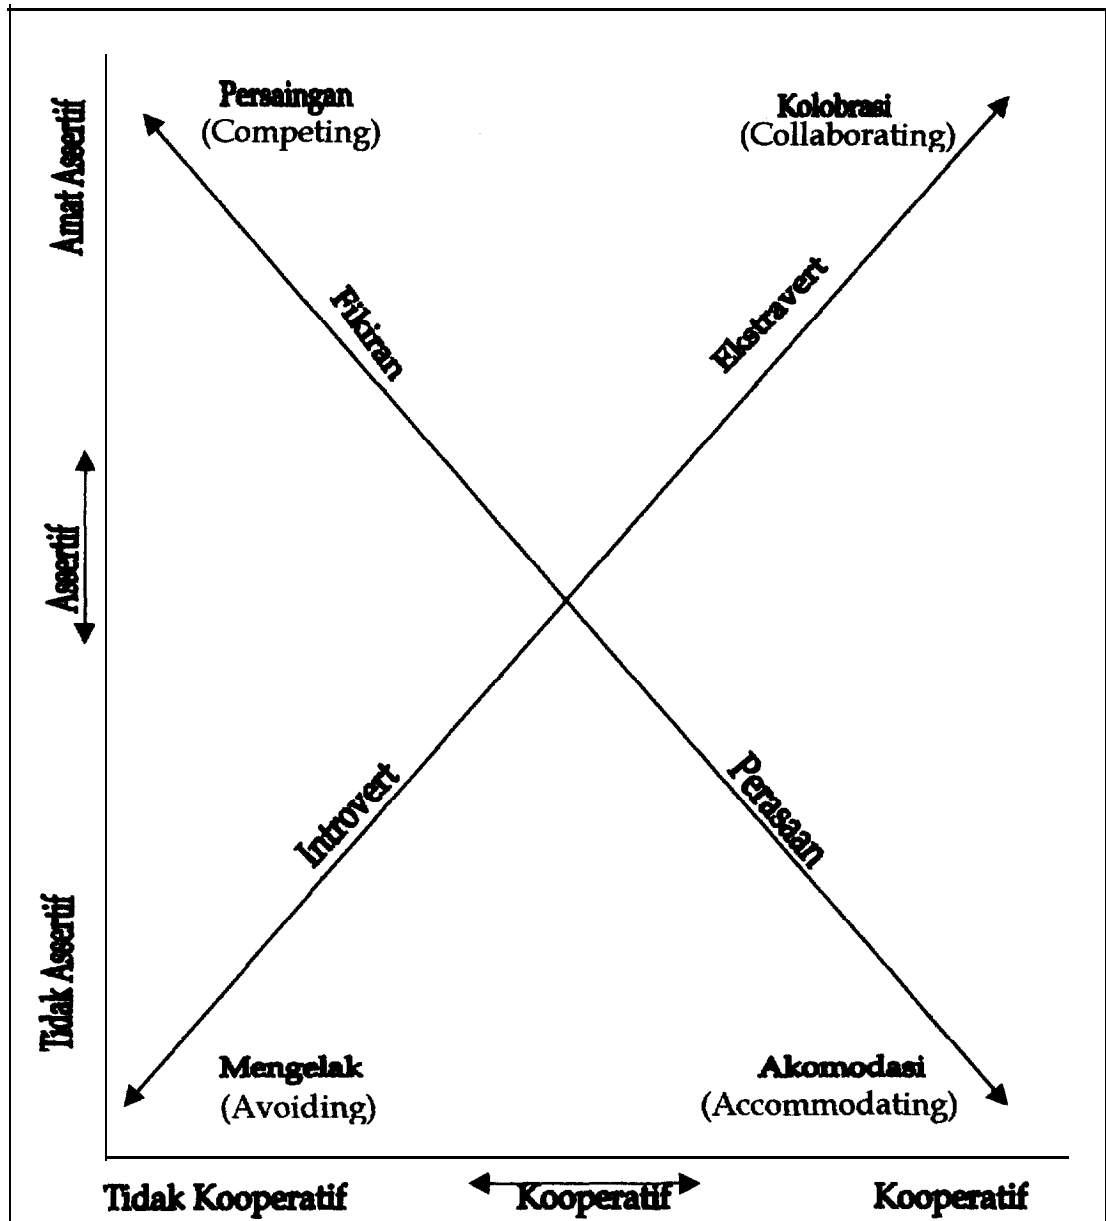 Persaingan
(Competing)
Kolobrasi
(Collaborating)
Amat Assertif
Fikiran
Ekstravert
Assertif
Introvert
Perasaan
Tidak Assertif
Mengelak
(Avoiding)
Akomodasi
(Accommodating)
Tidak Kooperatif
Kooperatif
Kooperatif